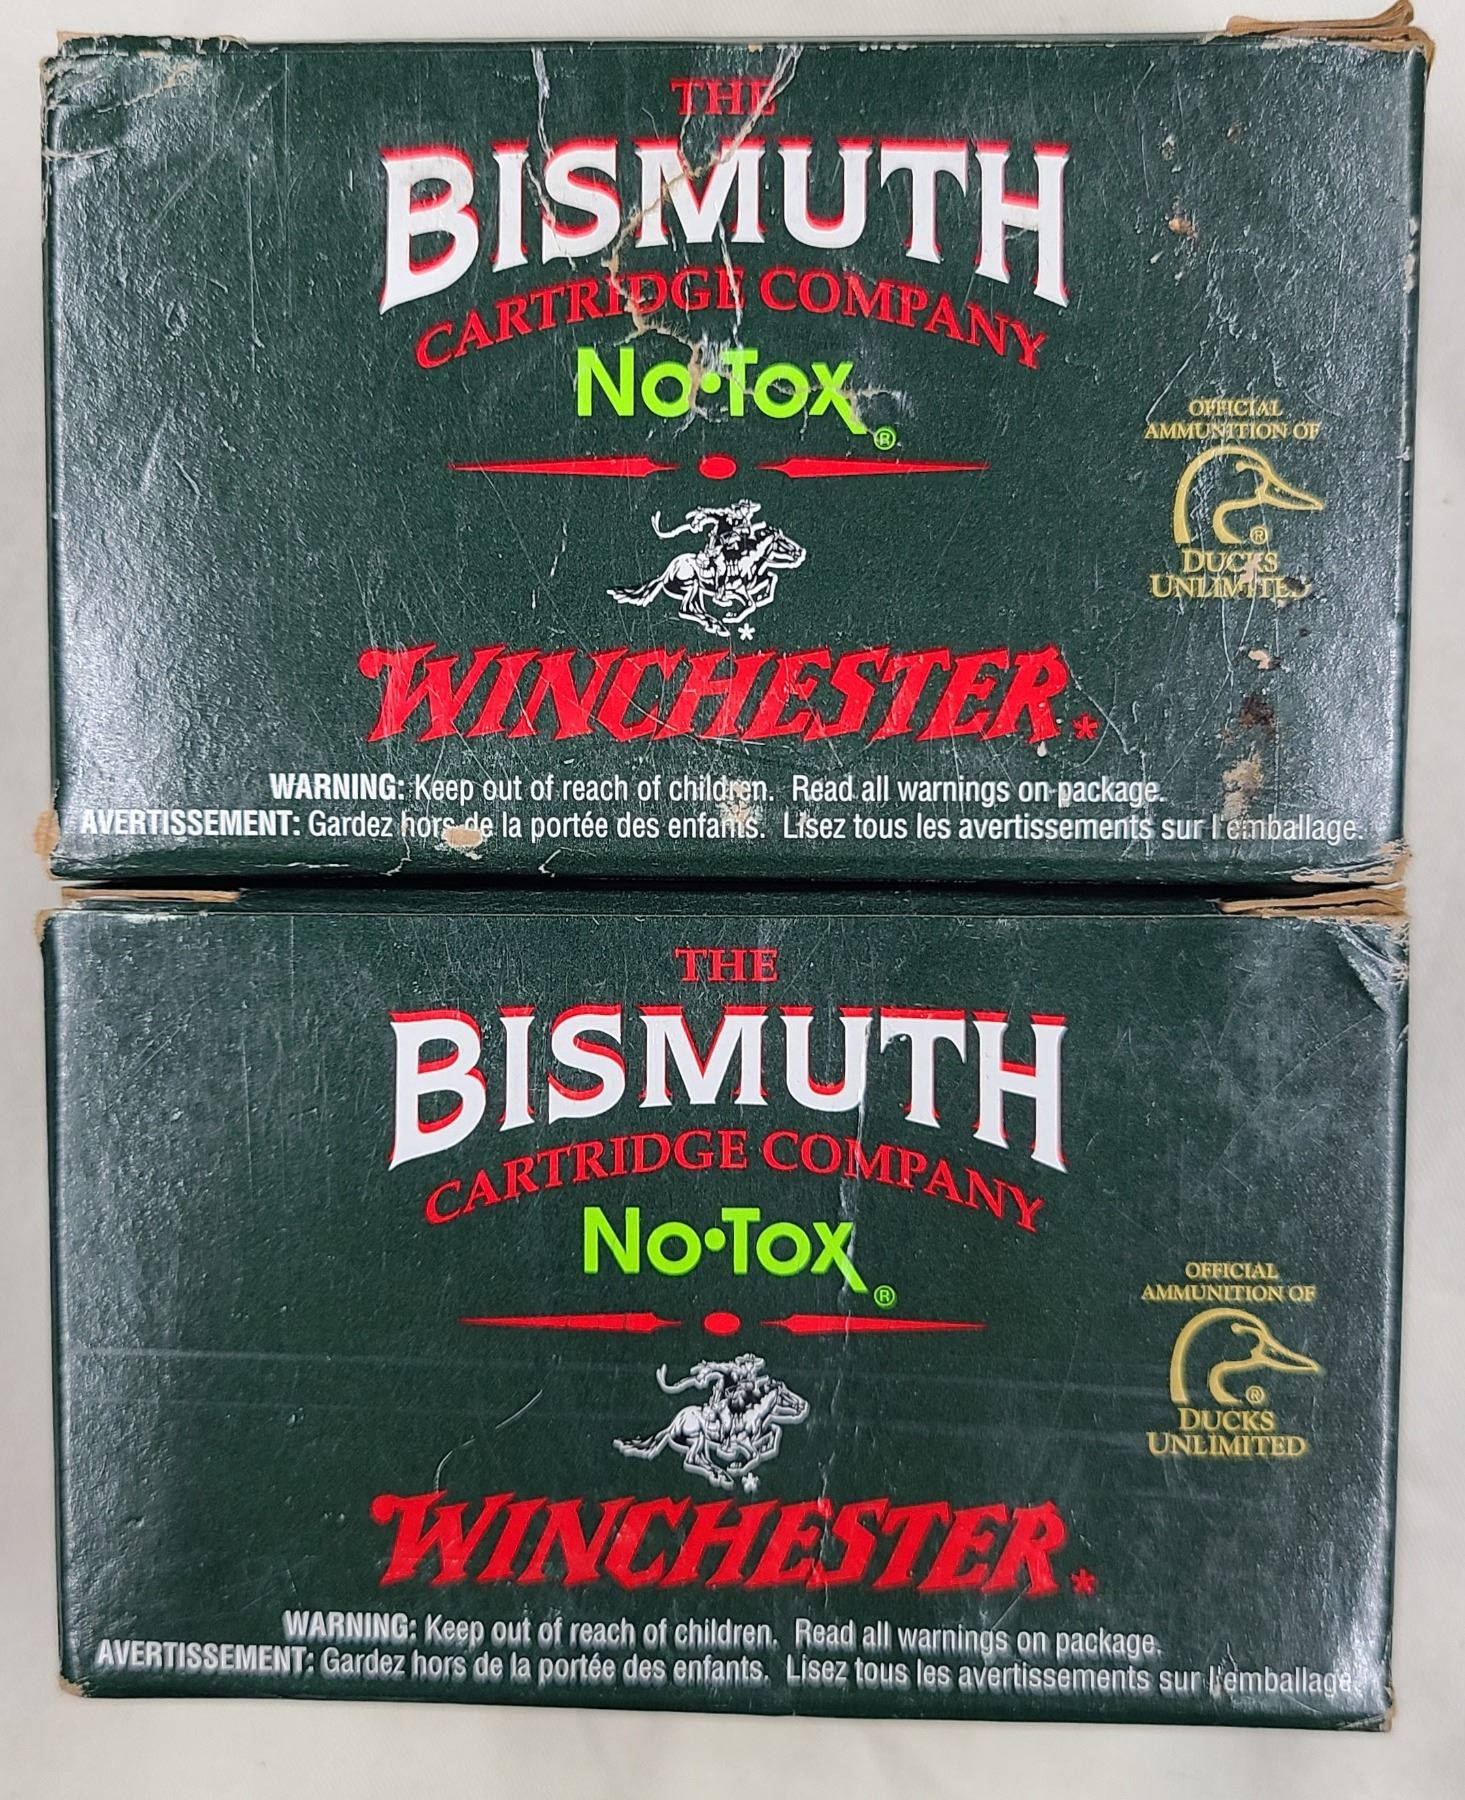 THE
BISMUTH
CARTRIDGE COMPANY
No•Tox®
OFFICIAL
AMMUNITION OF
®
DUCKS
UNLIMITED
*
WINCHESTER®*
WARNING: Keep out of reach of children. Read all warnings on package.
AVERTISSEMENT: Gardez hors de la portée des enfants. Lisez tous les avertissements sur l'emballage.
THE
BISMUTH
CARTRIDGE COMPANY
No•Tox®
OFFICIAL
AMMUNITION OF
®
DUCKS
UNLIMITED
*
WINCHESTER®*
WARNING: Keep out of reach of children. Read all warnings on package.
AVERTISSEMENT: Gardez hors de la portée des enfants. Lisez tous les avertissements sur l'emballage.